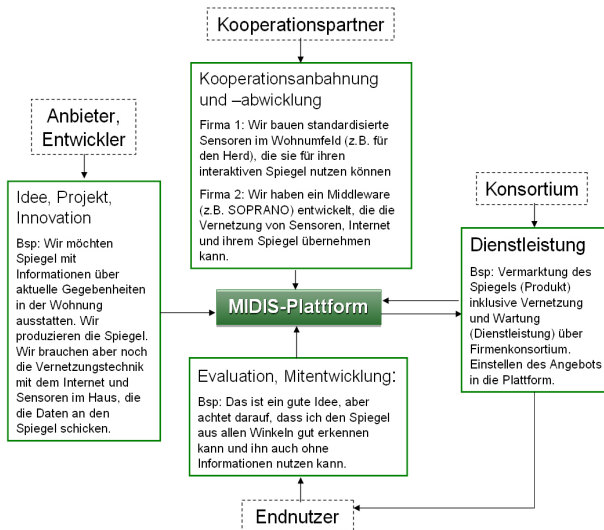 Kooperationspartner
Kooperationsanbahnung
und –abwicklung
Firma 1: Wir bauen standardisierte
Sensoren im Wohnumfeld (z.B. für
den Herd), die sie für ihren
interaktiven Spiegel nutzen können
Firma 2: Wir haben ein Middleware
(z.B. SOPRANO) entwickelt, die die
Vernetzung von Sensoren, Internet
und ihrem Spiegel übernehmen
kann.
Anbieter,
Entwickler
Idee, Projekt,
Innovation
Bsp: Wir möchten
Spiegel mit
Informationen über
aktuelle Gegebenheiten
in der Wohnung
ausstatten. Wir
produzieren die Spiegel.
Wir brauchen aber noch
die Vernetzungstechnik
mit dem Internet und
Sensoren im Haus, die
die Daten an den
Spiegel schicken.
MIDIS-Plattform
Konsortium
Dienstleistung
Bsp: Vermarktung des
Spiegels (Produkt)
inklusive Vernetzung
und Wartung
(Dienstleistung) über
Firmenkonsortium.
Einstellen des Angebots
in die Plattform.
Evaluation, Mitentwicklung:
Bsp: Das ist ein gute Idee, aber
achtet darauf, dass ich den Spiegel
aus allen Winkeln gut erkennen
kann und ihn auch ohne
Informationen nutzen kann.
Endnutzer